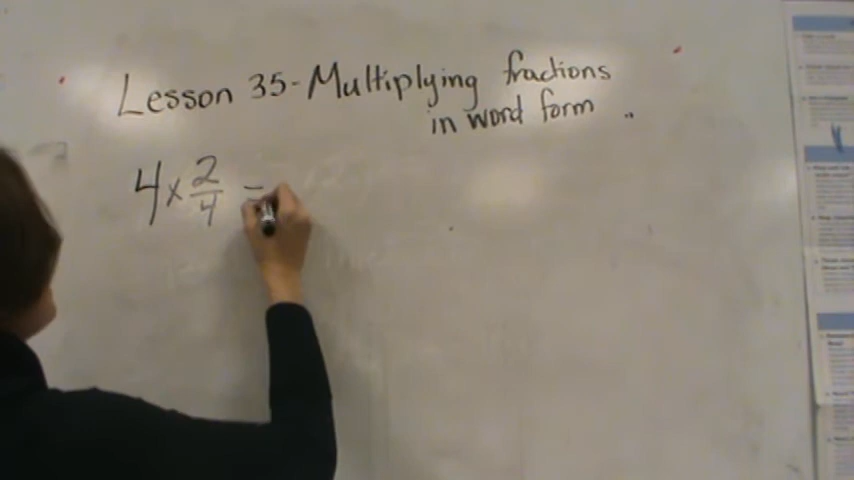 Lesson 35 - Multiplying fractions
in word form ..
4 x 2/4 =